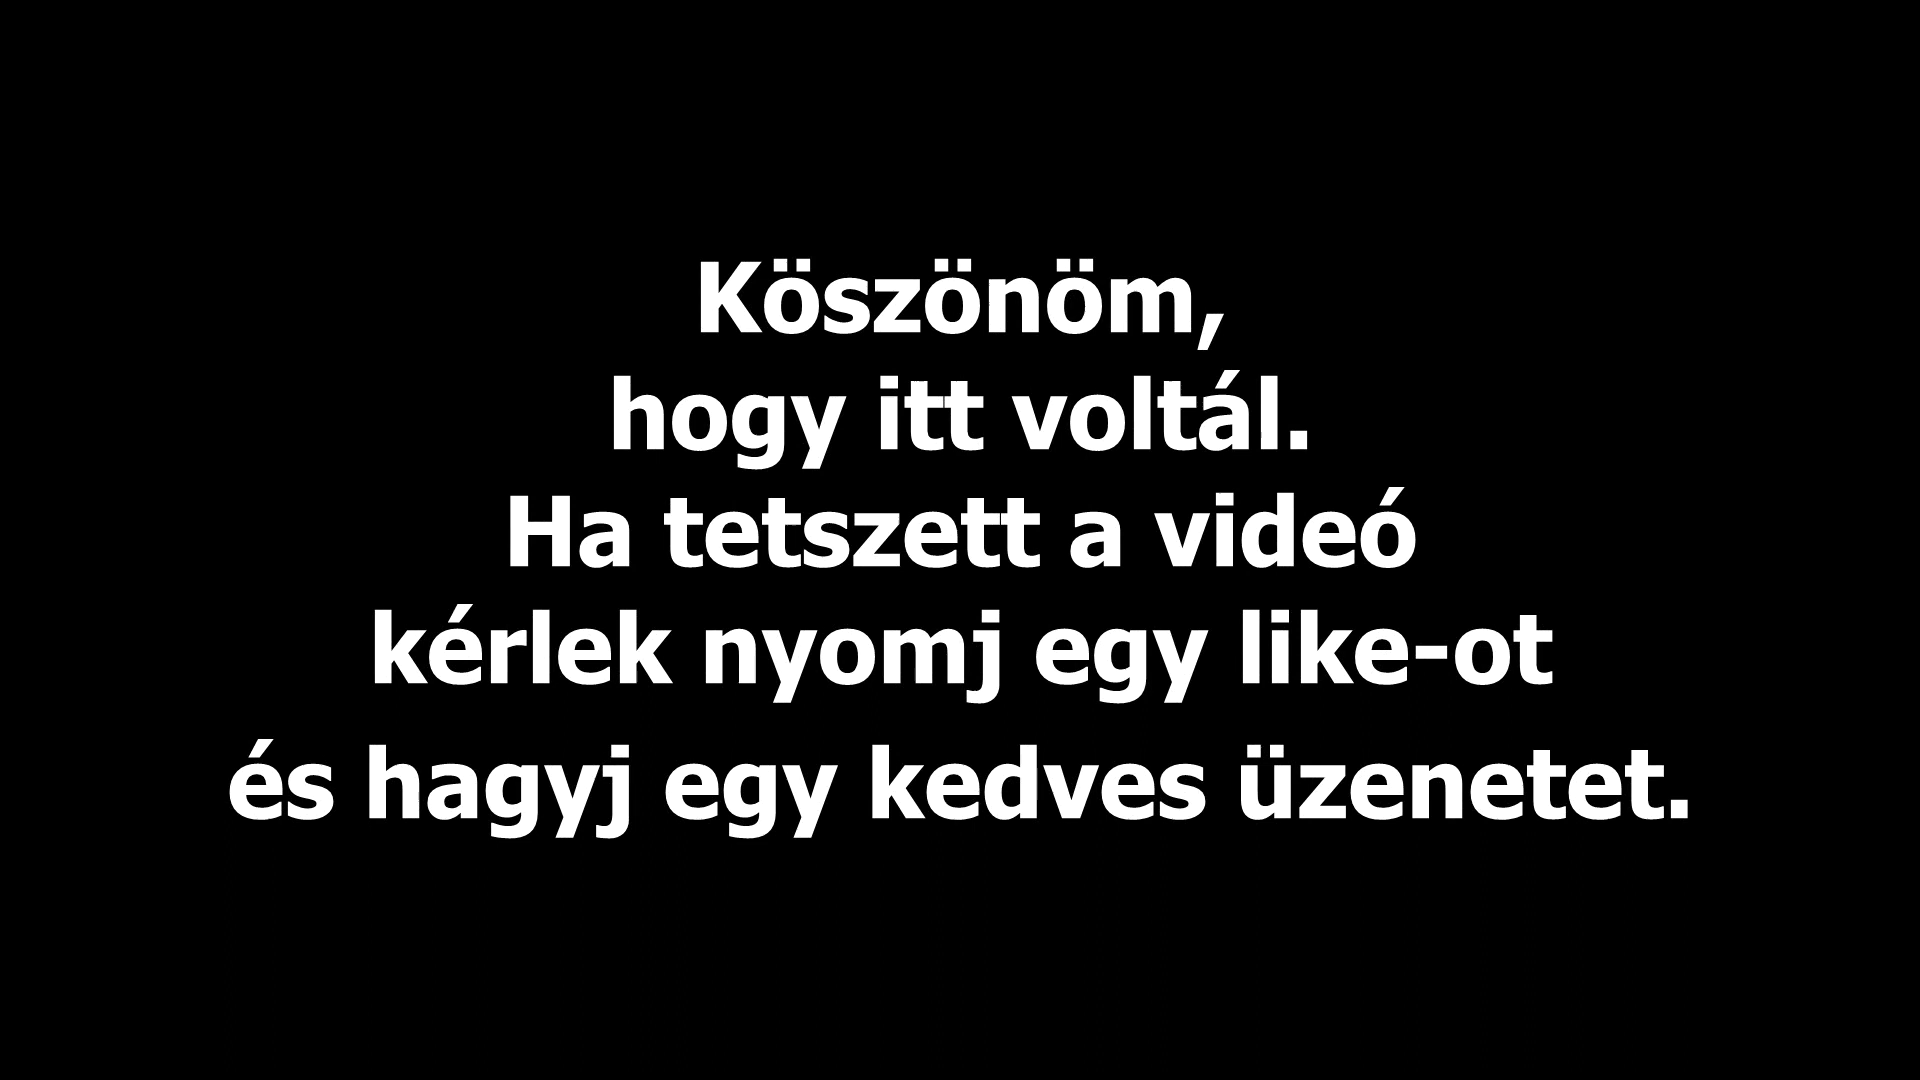 Köszönöm,
hogy itt voltál.
Ha tetszett a videó
kérlek nyomj egy like-ot
és hagyj egy kedves üzenetet.